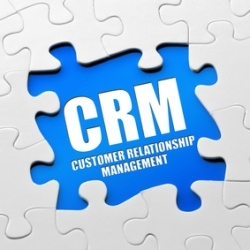 CRM
CUSTOMER RELATIONSHIP
MANAGEMENT